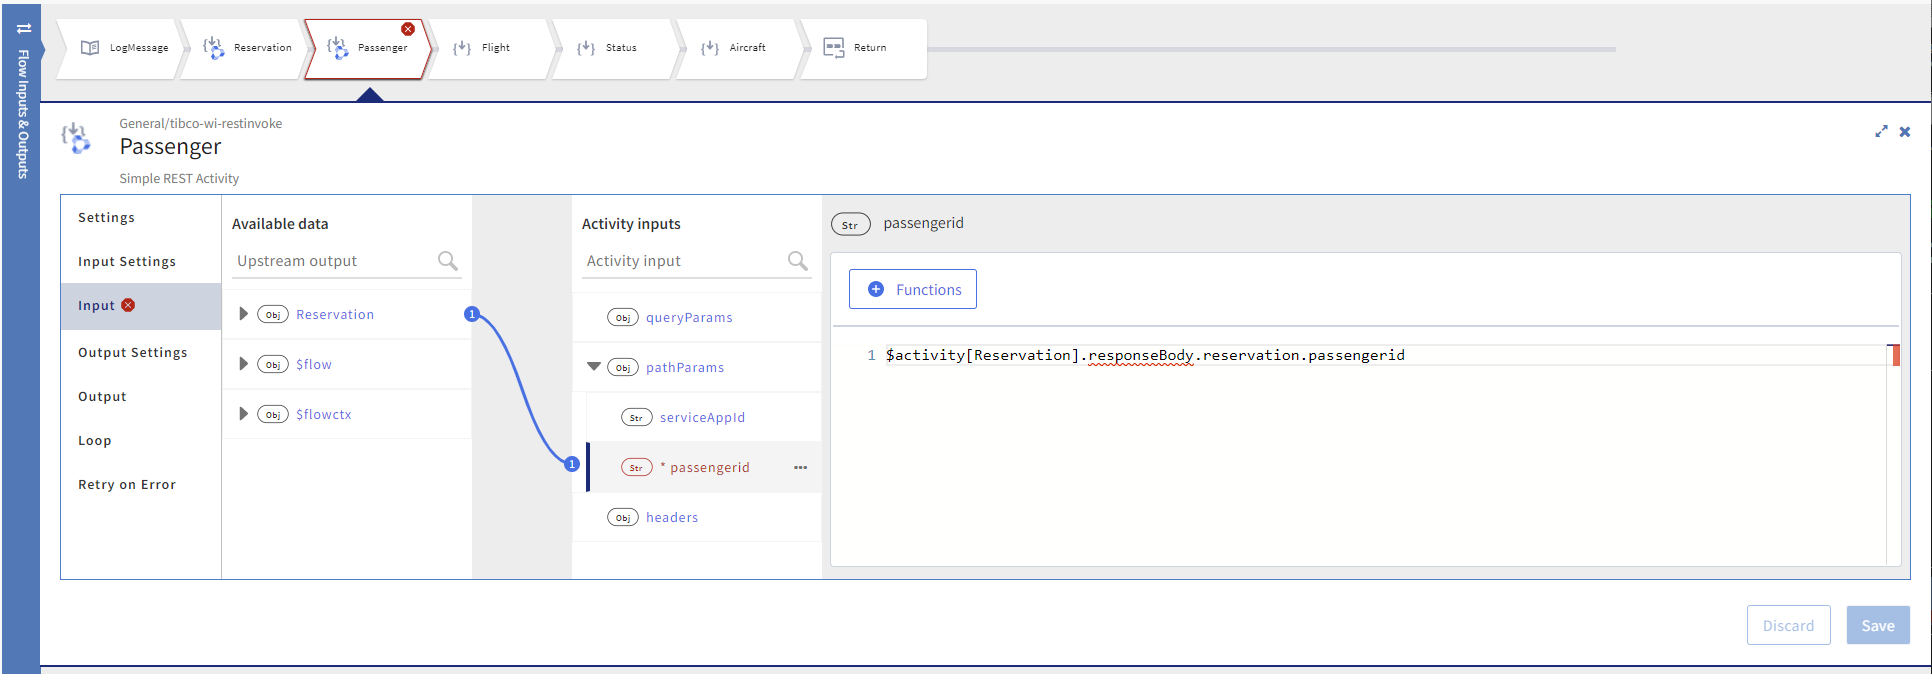 Flow Inputs & Outputs
LogMessage
Reservation
Passenger
Flight
Status
Aircraft
Return
General/tibco-wi-restinvoke
Passenger
Simple REST Activity
Settings
Input Settings
Input
Output Settings
Output
Loop
Retry on Error
Available data
Upstream output
Obj Reservation
Obj $flow
Obj $flowctx
1
1
Activity inputs
Activity input
Obj queryParams
Obj pathParams
Str serviceAppId
Str * passengerid •••
Obj headers
Str passengerid
Functions
1 $activity[Reservation].responseBody.reservation.passengerid
Discard
Save